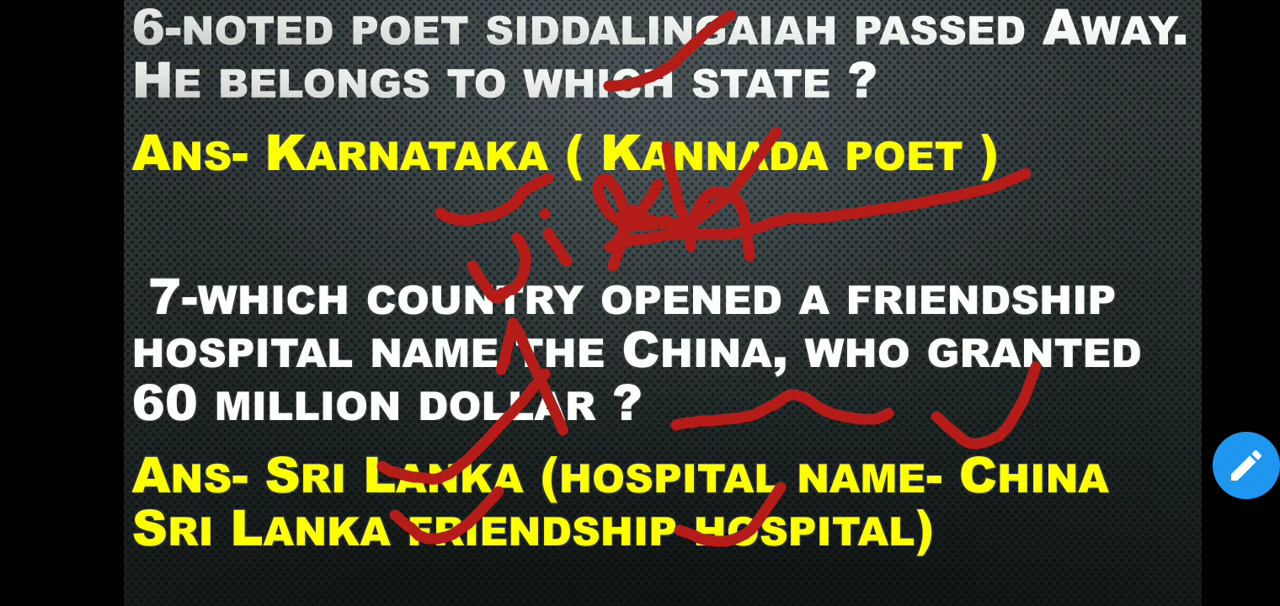 6-NOTED POET SIDDALINGAIAH PASSED AWAY.
HE BELONGS TO WHICH STATE ?
ANS- KARNATAKA ( KANNADA POET )
7-WHICH COUNTRY OPENED A FRIENDSHIP
HOSPITAL NAME THE CHINA, WHO GRANTED
60 MILLION DOLLAR ?
ANS- SRI LANKA (HOSPITAL NAME- CHINA
SRI LANKA FRIENDSHIP HOSPITAL)